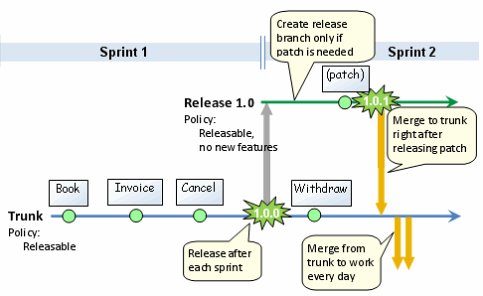 Create release
branch only if
patch is needed
Sprint 1
Sprint 2
(patch)
Release 1.0
1.0.1
Policy:
Releasable,
no new features
Merge to trunk
right after
releasing patch
Book
Invoice
Cancel
Withdraw
Trunk
1.0.0
Policy:
Releasable
Release after
each sprint
Merge from
trunk to work
every day